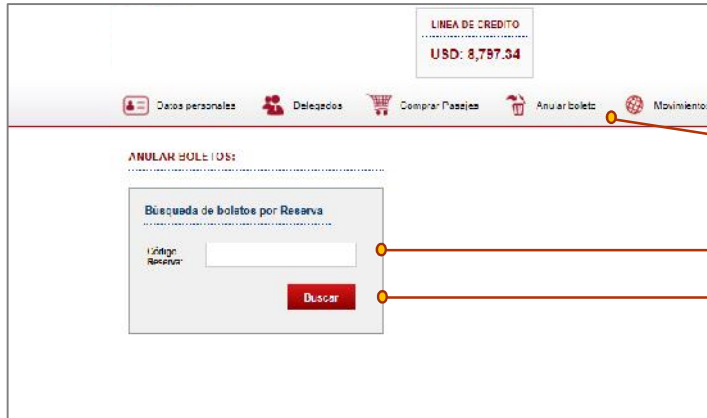 LINEA DE CREDITO
USD: 8,797.34
Datos personales Delegados Comprar Pasajes Anular boleto Movimientos
ANULAR BOLETOS:
Búsqueda de boletos por Reserva
Código
Reserva:
Buscar